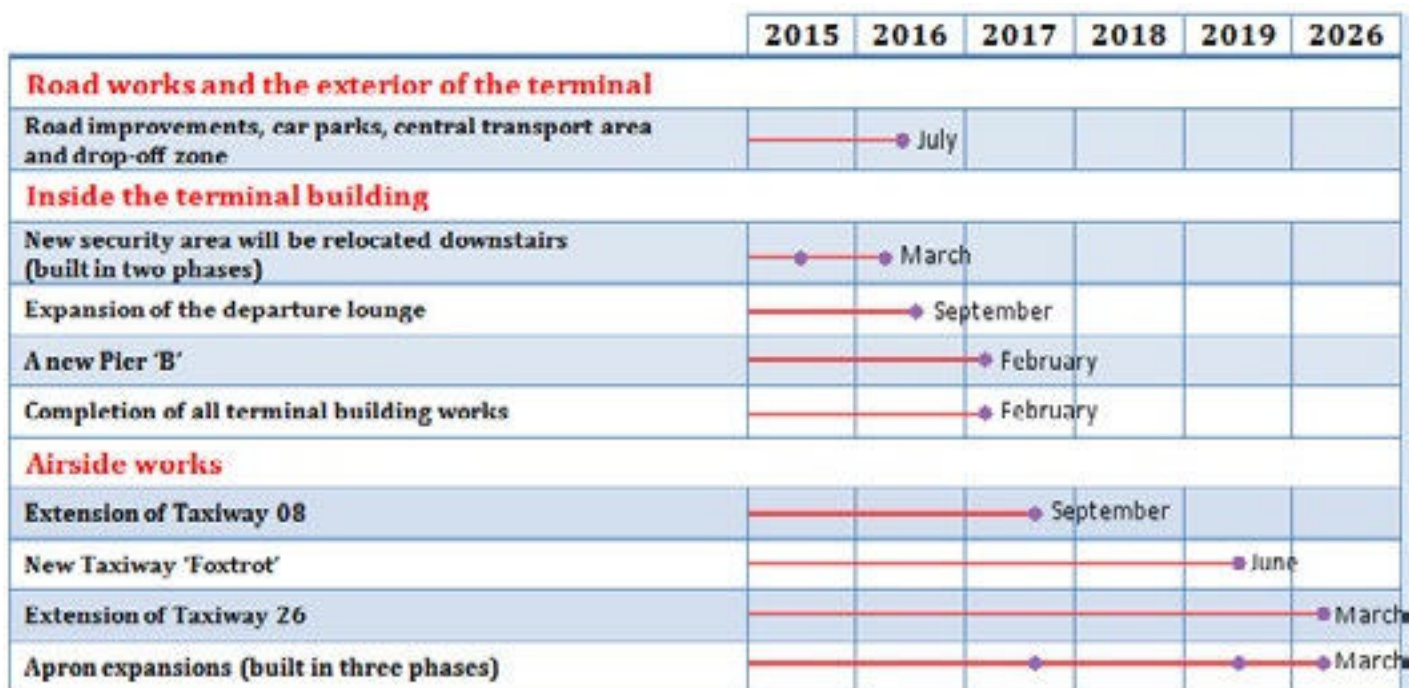 2015 2016 2017 2018 2019 2026
Road works and the exterior of the terminal
Road improvements, car parks, central transport area
and drop-off zone
July
Inside the terminal building
New security area will be relocated downstairs
(built in two phases)
March
Expansion of the departure lounge
September
A new Pier ‘B’
February
Completion of all terminal building works
February
Airside works
Extension of Taxiway 08
September
New Taxiway ‘Foxtrot’
June
Extension of Taxiway 26
March
Apron expansions (built in three phases)
March